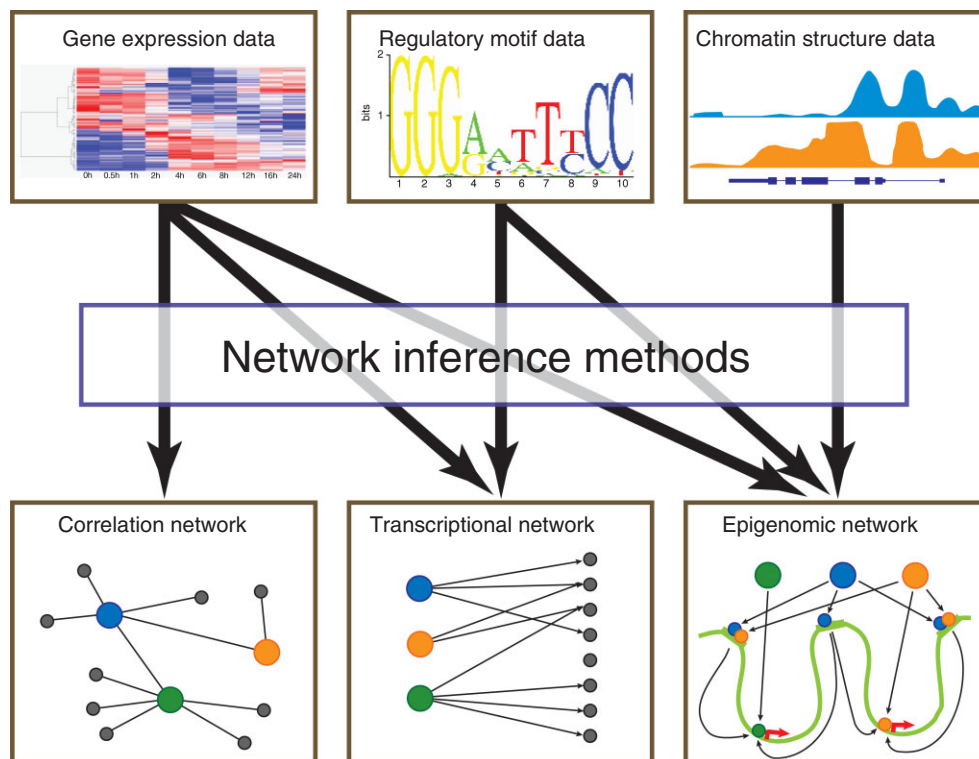 Gene expression data
0h 0.5h 1h 2h 4h 6h 8h 12h 16h 24h
Regulatory motif data
2
bits
1
GGGAATTTCC
GCAACC
1 2 3 4 5 6 7 8 9 10
Chromatin structure data
Network inference methods
Correlation network
Transcriptional network
Epigenomic network